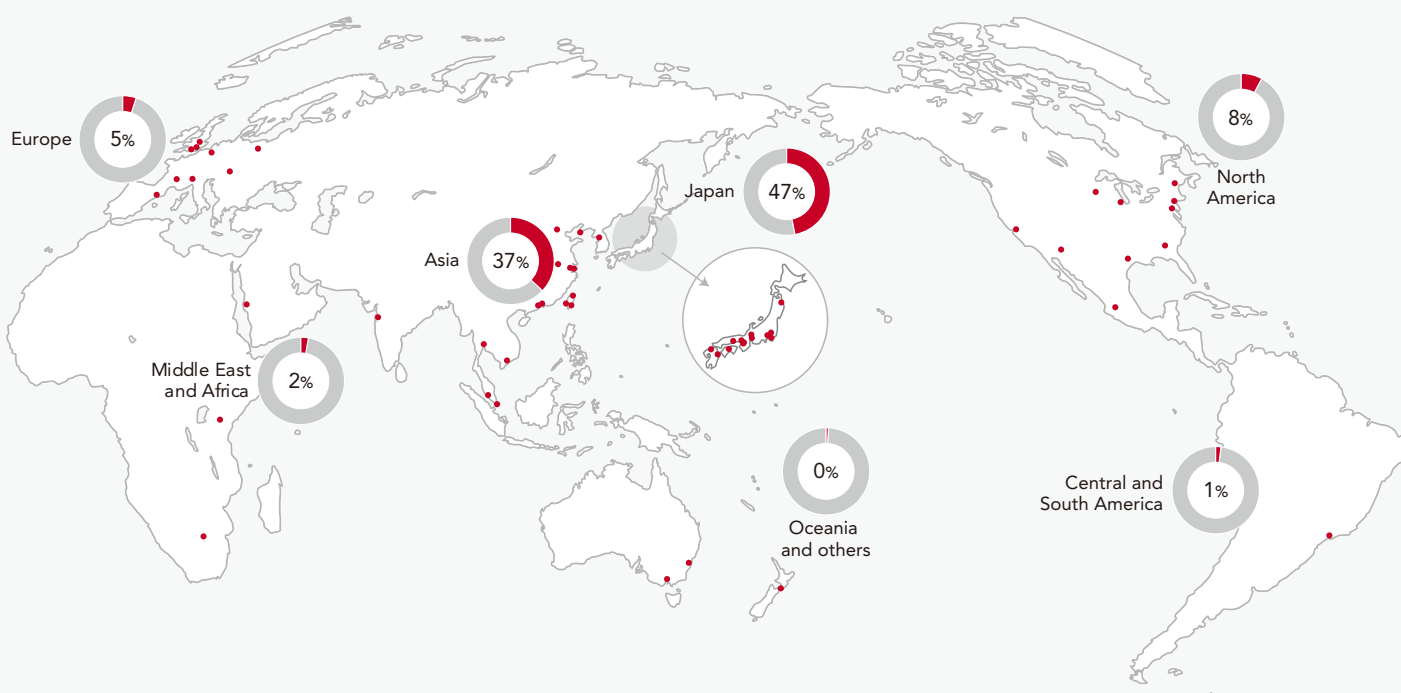 Europe
5%
Asia
37%
Japan
47%
8%
North
America
Middle East
and Africa
2%
0%
Oceania
and others
Central and
South America
1%